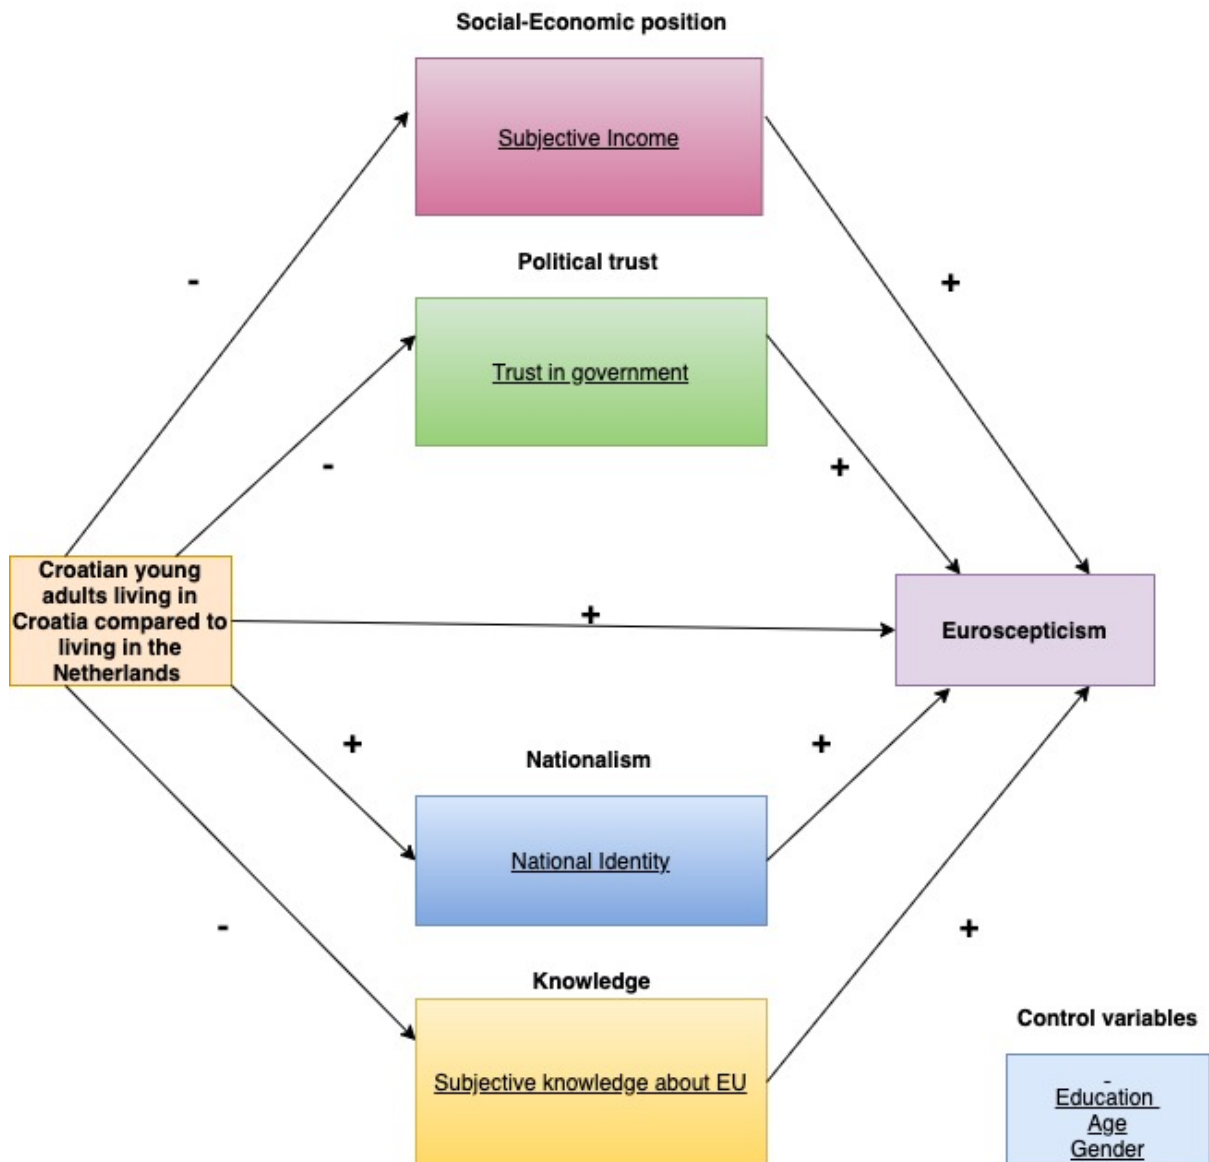 Social-Economic position
Subjective Income
-
+
Political trust
Trust in government
-
+
Croatian young
adults living in
Croatia compared to
living in the
Netherlands
+
Euroscepticism
+
+
Nationalism
National Identity
-
+
Knowledge
Subjective knowledge about EU
Control variables
-
Education
Age
Gender